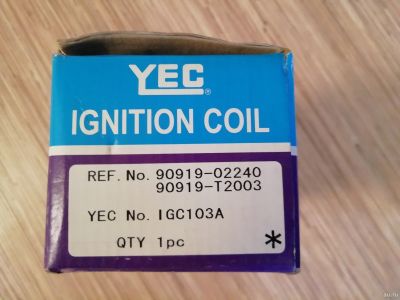 YEC®
IGNITION COIL
REF. No. 90919-02240
90919-T2003
YEC No. IGC103A
QTY 1pc *